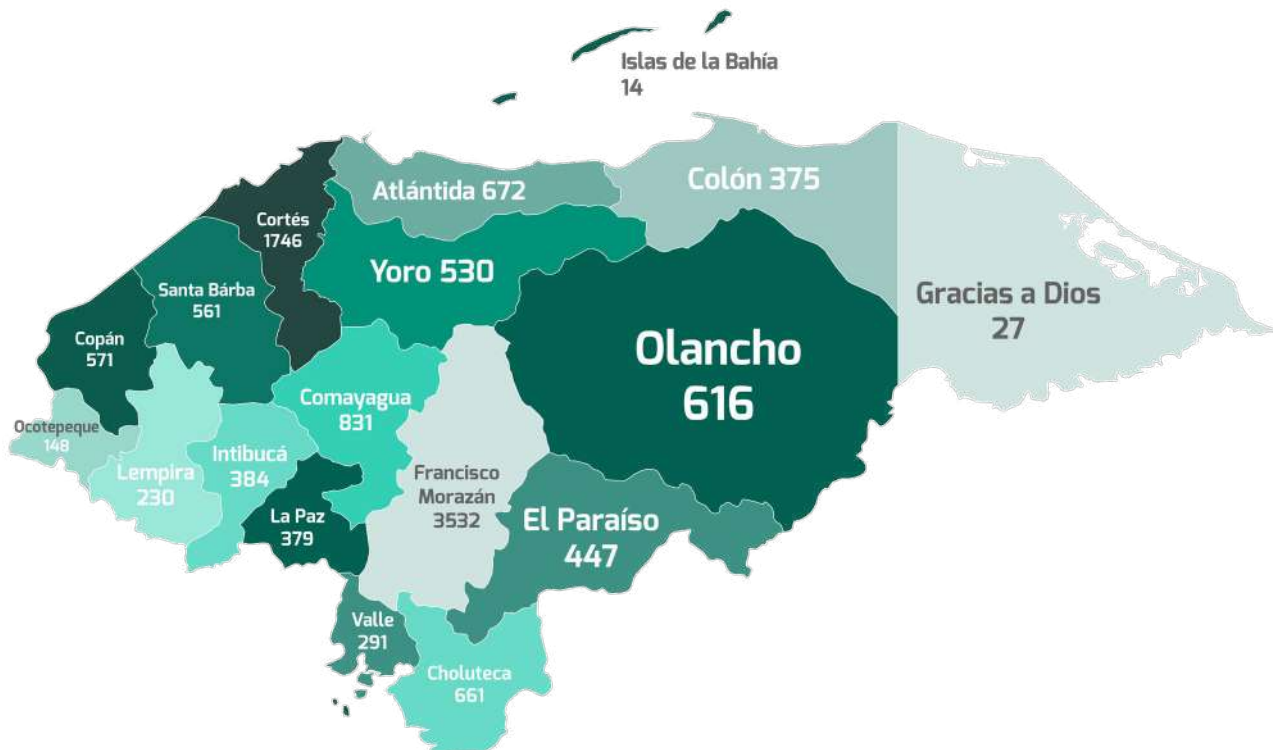 Islas de la Bahía
14
Atlántida 672
Colón 375
Cortés
1746
Yoro 530
Santa Bárba
561
Gracias a Dios
27
Copán
571
Olancho
616
Comayagua
831
Ocotepeque
148
Intibucá
384
Lempira
230
Francisco
Morazán
3532
La Paz
379
El Paraíso
447
Valle
291
Choluteca
661